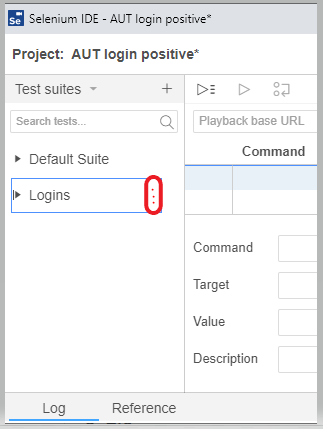 Se Selenium IDE - AUT login positive*
Project: AUT login positive*
Test suites
Search tests...
Default Suite
Logins
Playback base URL
Command
Command
Target
Value
Description
Log Reference